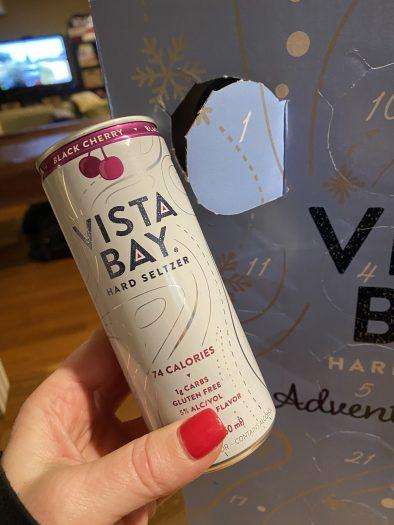 BLACK CHERRY
VISTA
BAY
HARD SELTZER
74 CALORIES
1g CARBS
GLUTEN FREE
5% ALC/VOL
FLAVOR
1
10
11
4
5
21
17
V
B
HAR
Adven